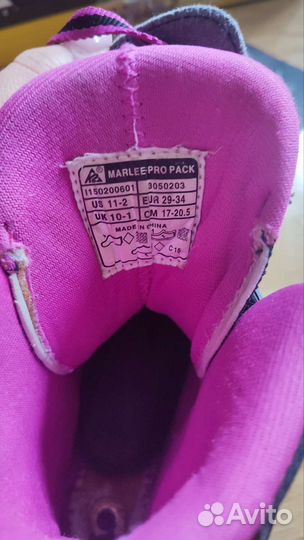 K2 MARLEE PRO PACK
I150200601 3050203
US 11-2 EUR 29-34
UK 10-1 CM 17-20.5
MADE IN CHINA
Avito